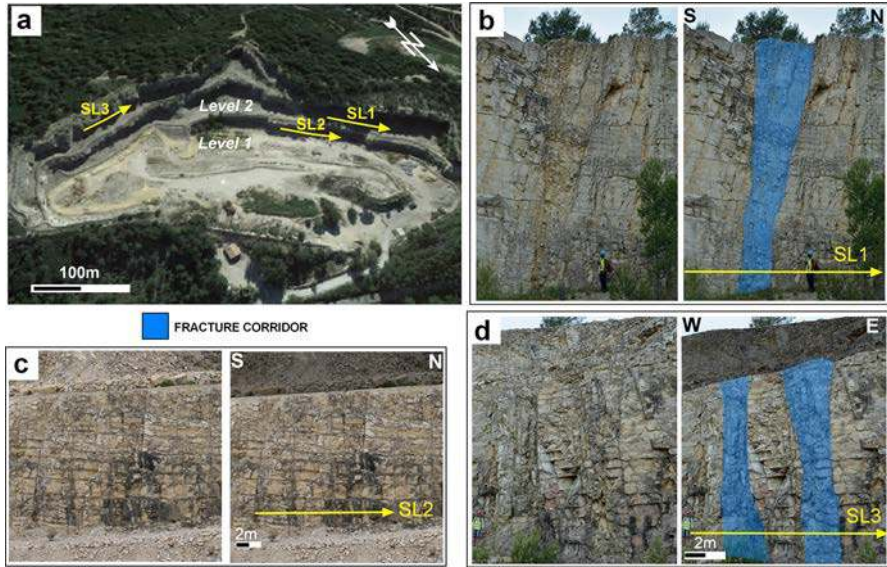 a
SL3
Level 2
SL2
SL1
Level 1
100m
b
S
N
SL1
FRACTURE CORRIDOR
c
S
N
SL2
2m
d
W
E
SL3
2m